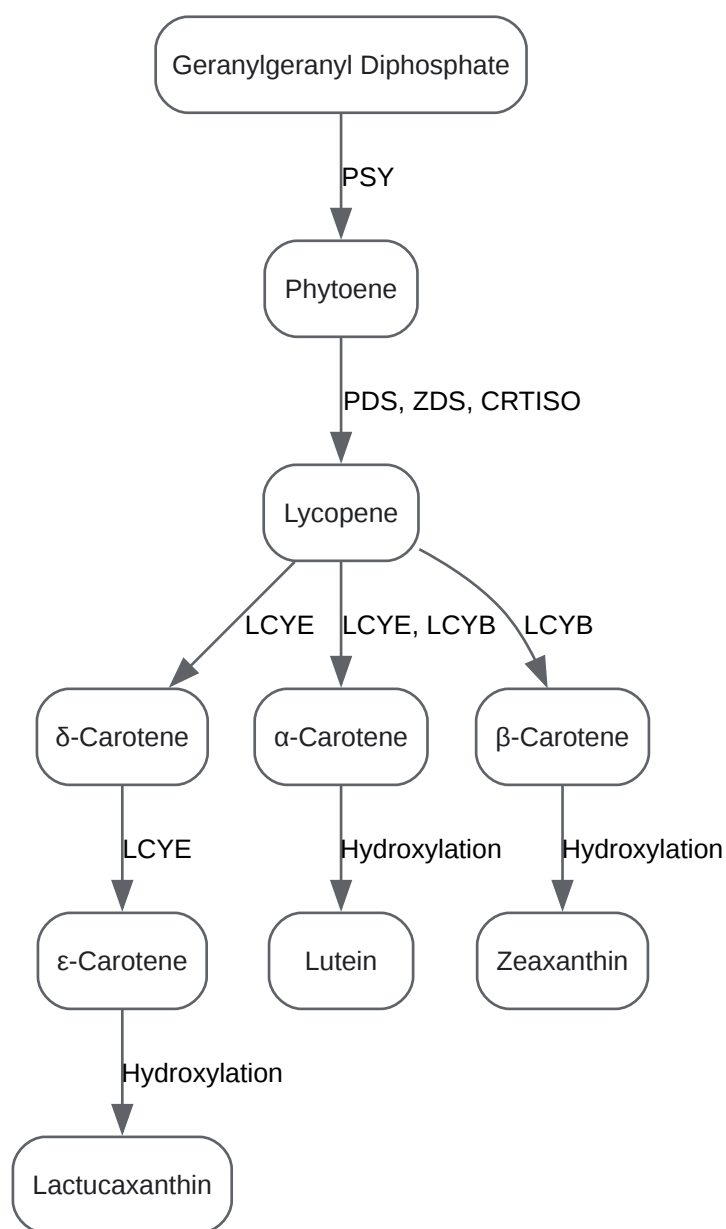 Geranylgeranyl Diphosphate
PSY
Phytoene
PDS, ZDS, CRTISO
Lycopene
LCYE
LCYE, LCYB
LCYB
δ-Carotene
α-Carotene
β-Carotene
LCYE
Hydroxylation
Hydroxylation
ε-Carotene
Lutein
Zeaxanthin
Hydroxylation
Lactucaxanthin